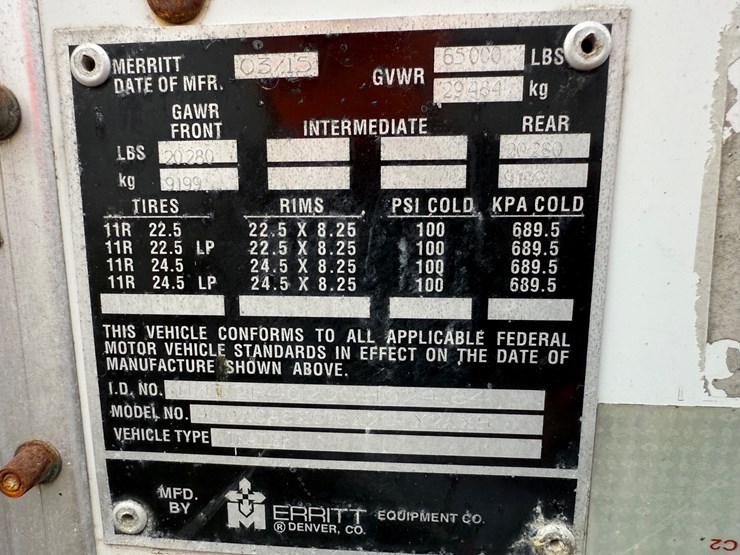 MERRITT
DATE OF MFR. 03/15
GVWR 65000 LBS
29484 kg
GAWR
FRONT INTERMEDIATE REAR
LBS 20280 20280
kg 9199
TIRES RIMS PSI COLD KPA COLD
11R 22.5 22.5 X 8.25 100 689.5
11R 22.5 LP 22.5 X 8.25 100 689.5
11R 24.5 24.5 X 8.25 100 689.5
11R 24.5 LP 24.5 X 8.25 100 689.5
THIS VEHICLE CONFORMS TO ALL APPLICABLE FEDERAL
MOTOR VEHICLE STANDARDS IN EFFECT ON THE DATE OF
MANUFACTURE SHOWN ABOVE.
I.D. NO.
MODEL NO.
VEHICLE TYPE TRAILER
MFD.
BY
MERRITT EQUIPMENT CO.
® DENVER, CO.
C2